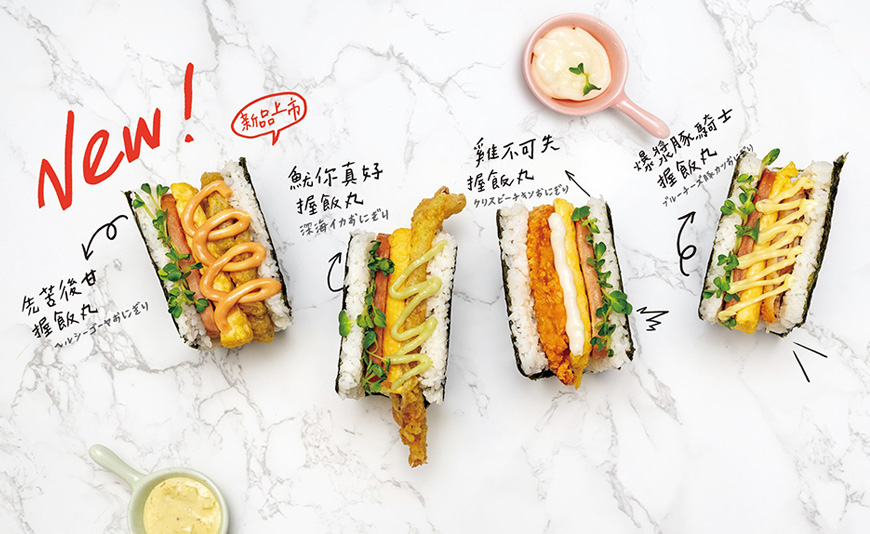 New!
新品上市
先苦後甘
握飯丸
ヘルシーゴーヤおにぎり
魷你真好
握飯丸
深海イカおにぎり
雞不可失
握飯丸
クリスピーチキンおにぎり
爆漿豚騎士
握飯丸
ブルーチーズ豚カツおにぎり